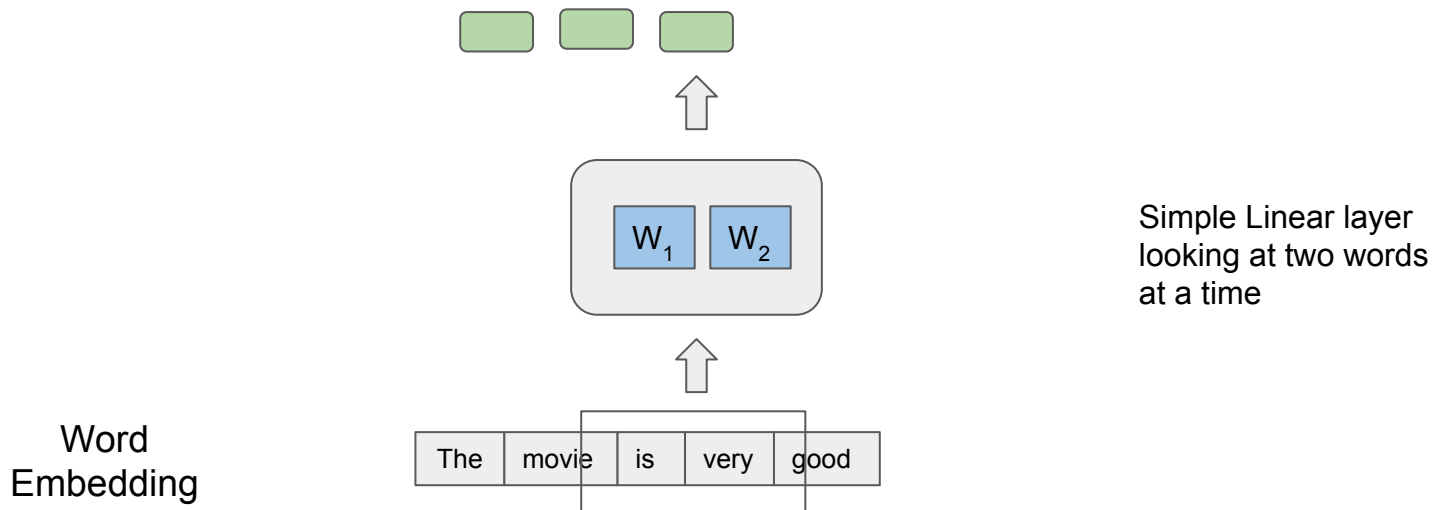 W₁ W₂
Simple Linear layer
looking at two words
at a time
Word
Embedding
The movie is very good